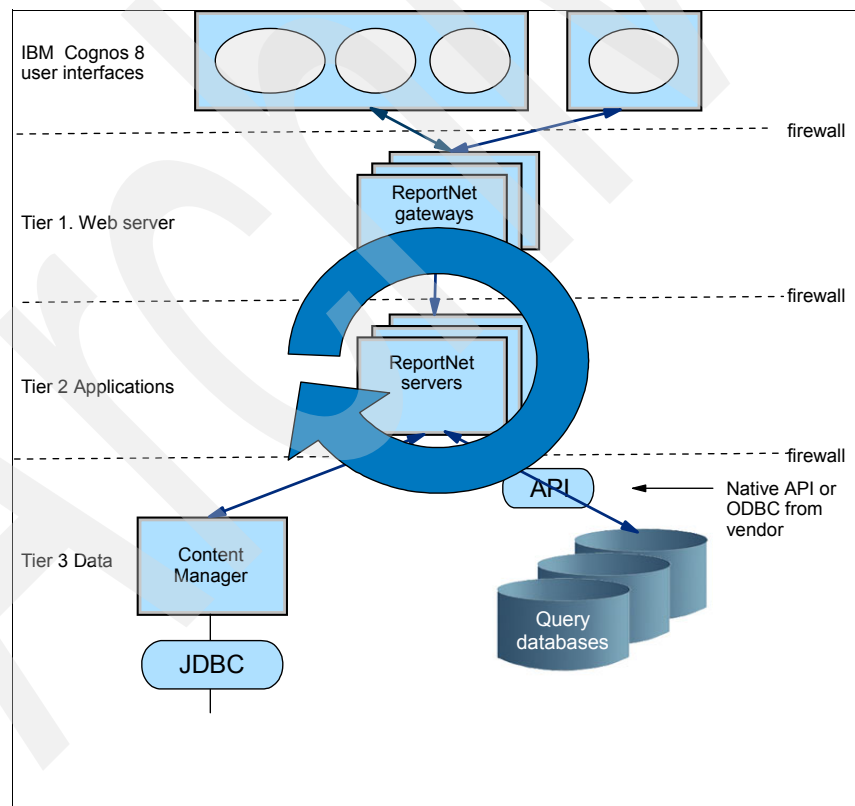 IBM Cognos 8
user interfaces
firewall
ReportNet
gateways
Tier 1. Web server
firewall
ReportNet
servers
Tier 2 Applications
firewall
API
Native API or
ODBC from
vendor
Content
Manager
Tier 3 Data
Query
databases
JDBC